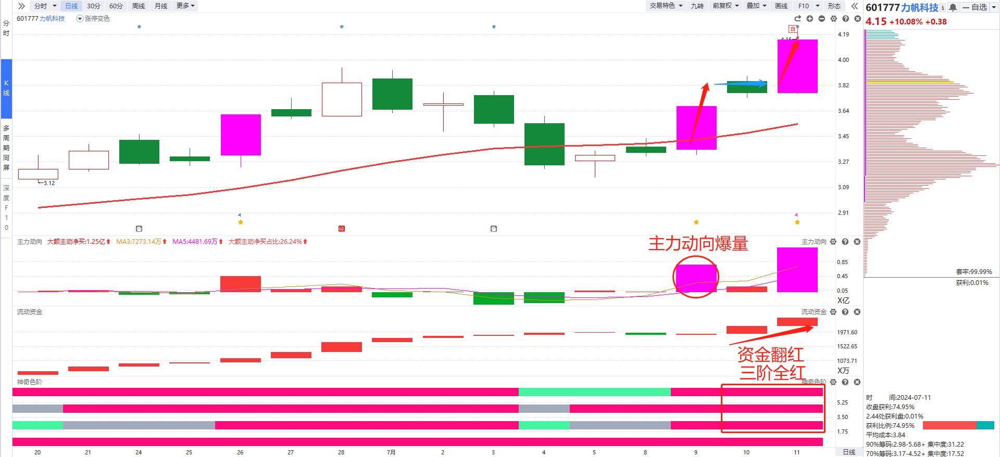 分时 日线 30分 60分 周线 月线 更多 交易特色 九转 前复权 叠加 画线 F10 形态
601777力帆科技 自选
4.15 +10.08% +0.38
分时
K线
多周期同屏
深度F10
601777 力帆科技 涨停变色
自
4.15
4.19
4.00
3.82
3.64
3.45
3.27
3.09
2.91
←3.12
主力动向 大额主动净买:1.25亿 MA3:7273.14万 MA5:4481.69万 大额主动净买占比:26.24%
主力动向
主力动向爆量
0.85
0.45
0.05
X亿
流动资金
流动资金
1971.60
1522.65
1073.71
X万
资金翻红
三阶全红
神奇色阶
神奇色阶
5.25
3.50
1.75
20 21 24 25 26 27 28 7月 2 3 4 5 8 9 10 11 日线
套牢:99.99%
获利:0.01%
时 间:2024-07-11
收盘获利:74.95%
2.44处获利盘:0.01%
获利比例:74.95%
平均成本:3.84
90%筹码:2.98-5.68+ 集中度:31.22
70%筹码:3.17-4.52+ 集中度:17.52